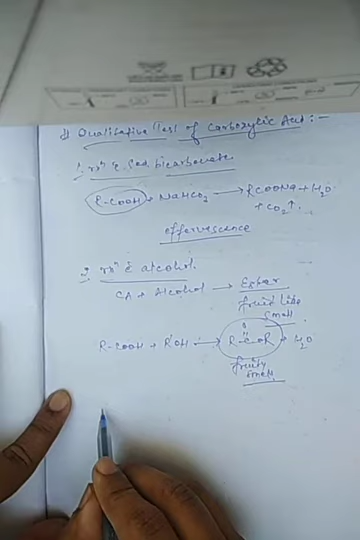 1) Qualitative Test of Carboxylic Acid :-
1. rxⁿ c̄ Sod. bicarbonate.
R-COOH + NaHCO₃ → RCOONa + H₂O
+ CO₂↑
effervescence
2. rxⁿ c̄ alcohol.
CA + Alcohol → Ester
fruit like
smell
R-COOH + R'OH → R-C-OR + H₂O
O
fruity
smell